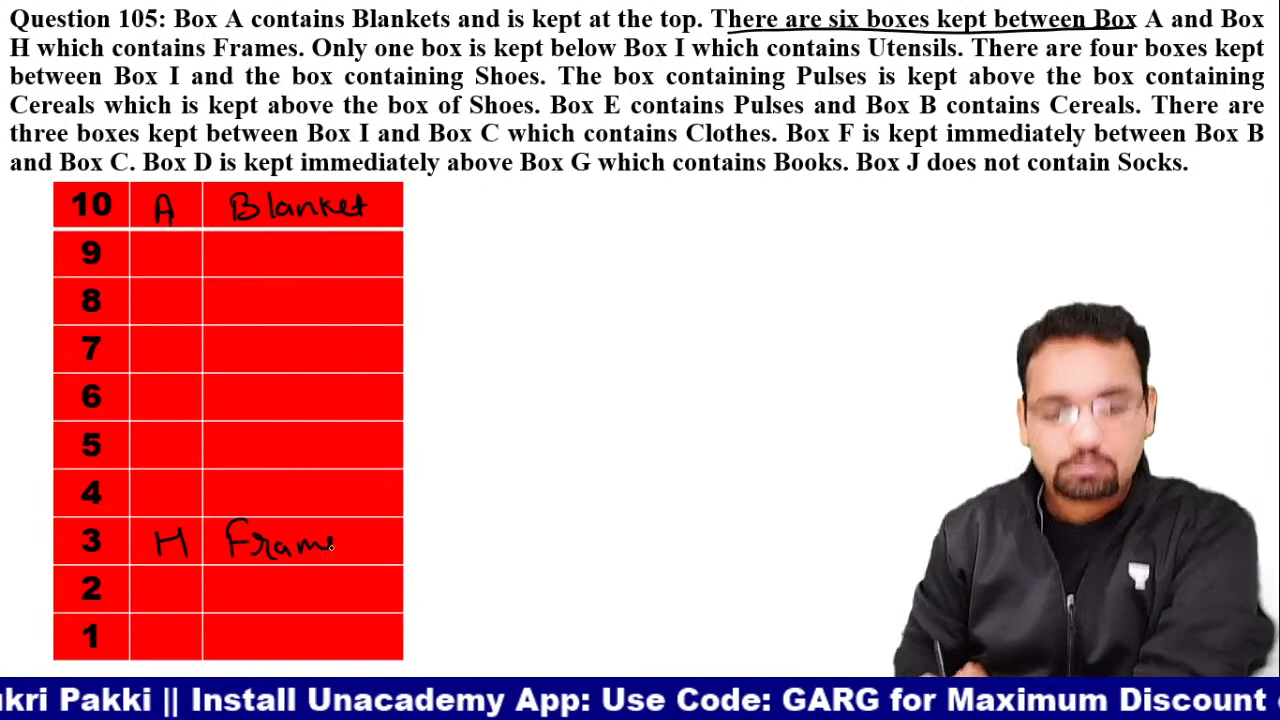 Question 105: Box A contains Blankets and is kept at the top. There are six boxes kept between Box A and Box
H which contains Frames. Only one box is kept below Box I which contains Utensils. There are four boxes kept
between Box I and the box containing Shoes. The box containing Pulses is kept above the box containing
Cereals which is kept above the box of Shoes. Box E contains Pulses and Box B contains Cereals. There are
three boxes kept between Box I and Box C which contains Clothes. Box F is kept immediately between Box B
and Box C. Box D is kept immediately above Box G which contains Books. Box J does not contain Socks.
10 A Blanket
9
8
7
6
5
4
3 H Frame
2
1
ukri Pakki || Install Unacademy App: Use Code: GARG for Maximum Discount